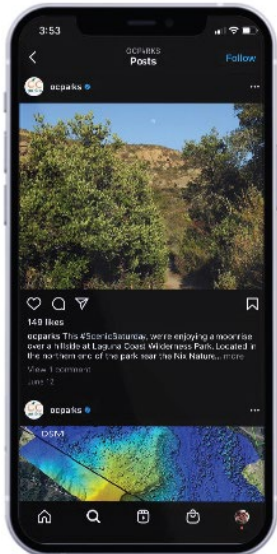 3:53
OCPARKS
Posts
Follow
ocparks
149 likes
ocparks This #ScenicSaturday, we're enjoying a moonrise
over a hillside at Laguna Coast Wilderness Park. Located in
the northern end of the park near the Nix Nature... more
View 1 comment
June 12
ocparks
DSM